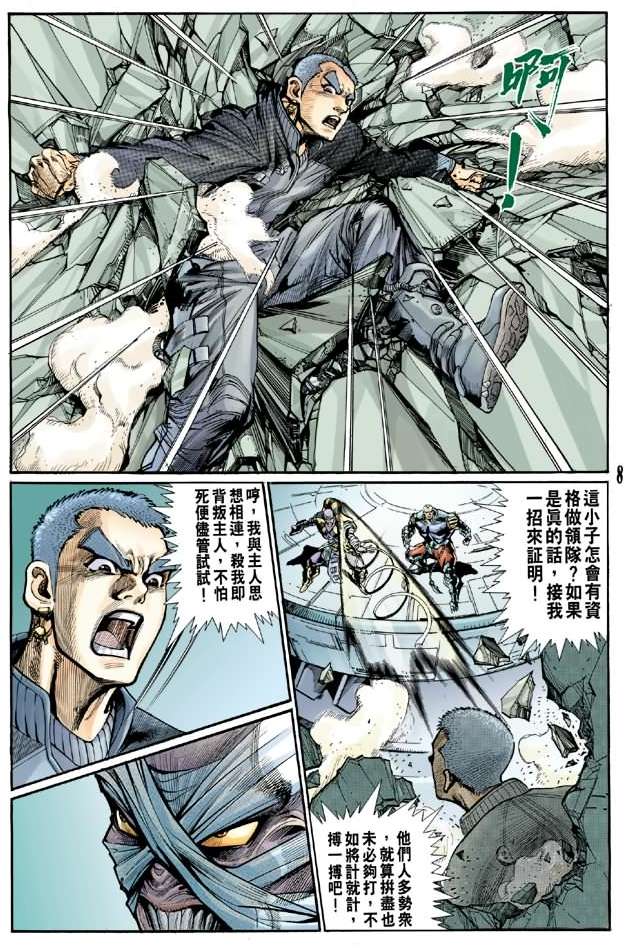 啊！
8
這小子怎會有資
格做領隊？如果
是真的話，接我
一招來証明！
哼，我與主人思
想相連，殺我即
背叛主人，不怕
死便儘管試試！
他們人多勢衆
，就算拼盡也
未必夠打，不
如將計就計，
搏一搏吧！